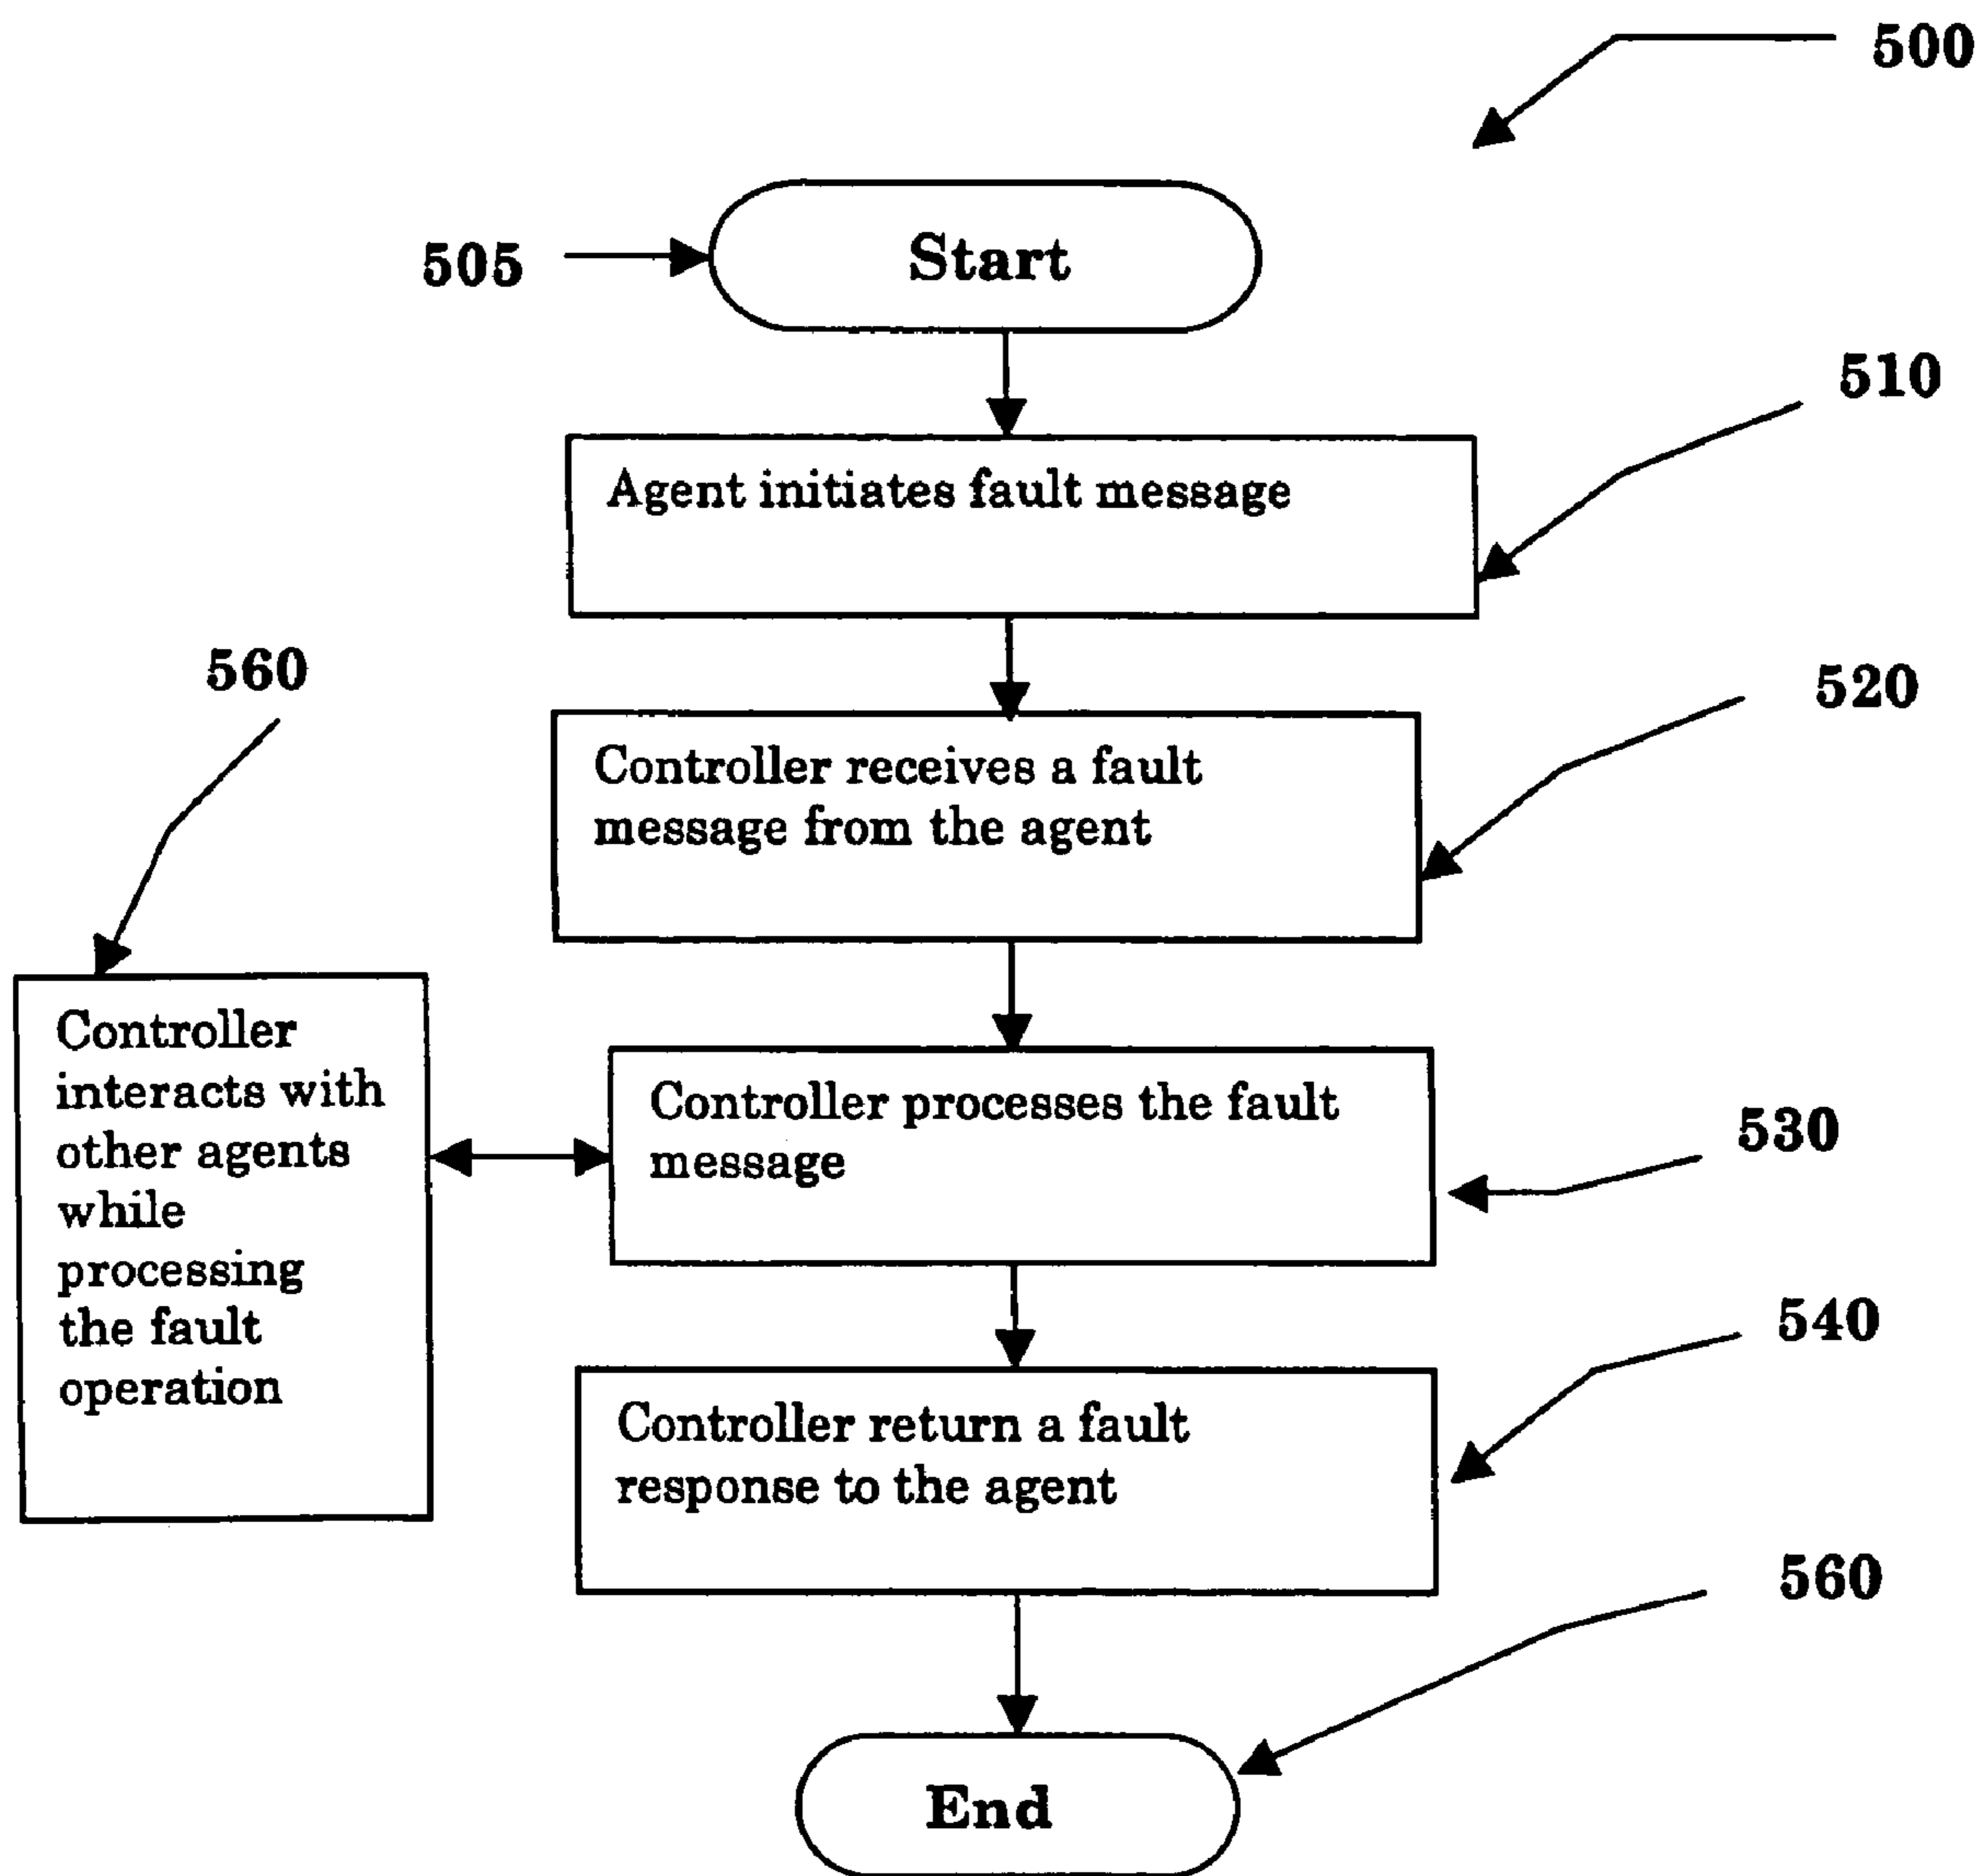 500
505
Start
510
Agent initiates fault message
560
520
Controller receives a fault
message from the agent
Controller
interacts with
other agents
while
processing
the fault
operation
Controller processes the fault
message
530
540
Controller return a fault
response to the agent
560
End